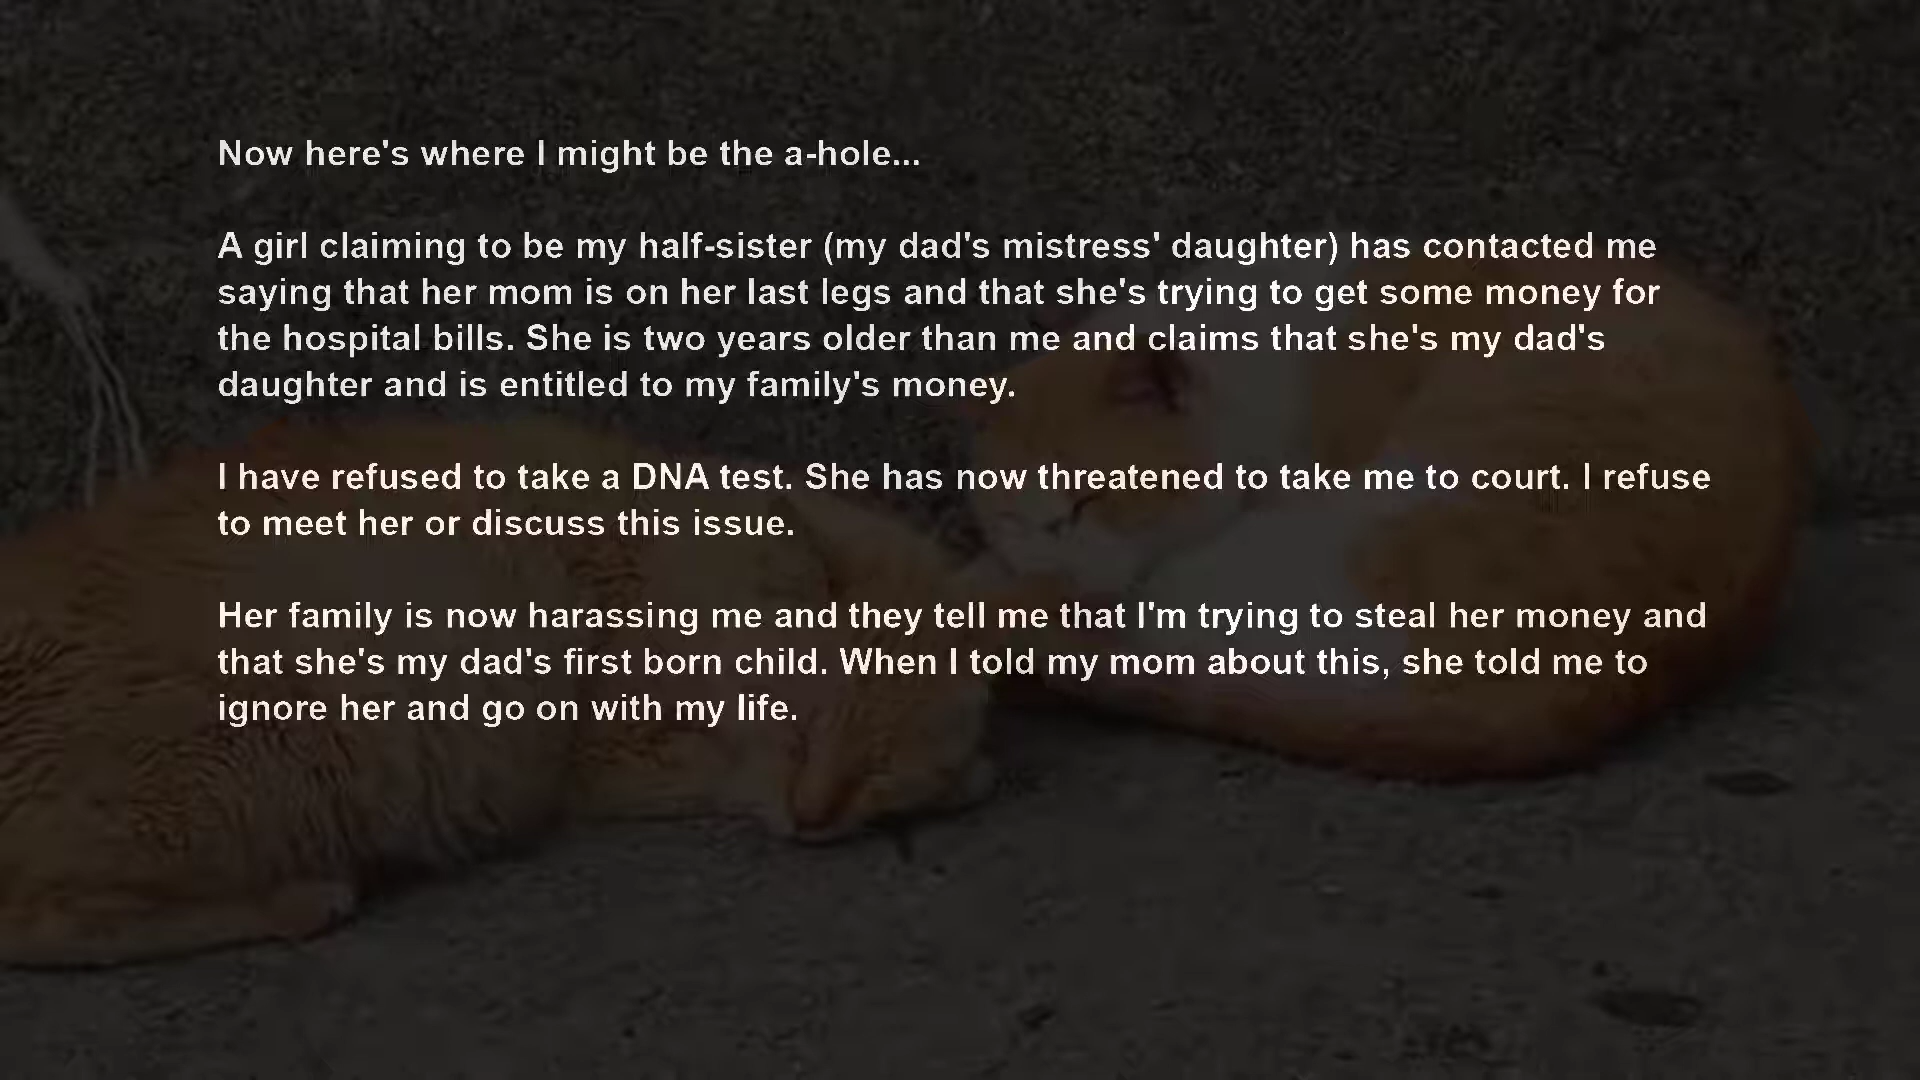 Now here's where I might be the a-hole...
A girl claiming to be my half-sister (my dad's mistress' daughter) has contacted me
saying that her mom is on her last legs and that she's trying to get some money for
the hospital bills. She is two years older than me and claims that she's my dad's
daughter and is entitled to my family's money.
I have refused to take a DNA test. She has now threatened to take me to court. I refuse
to meet her or discuss this issue.
Her family is now harassing me and they tell me that I'm trying to steal her money and
that she's my dad's first born child. When I told my mom about this, she told me to
ignore her and go on with my life.